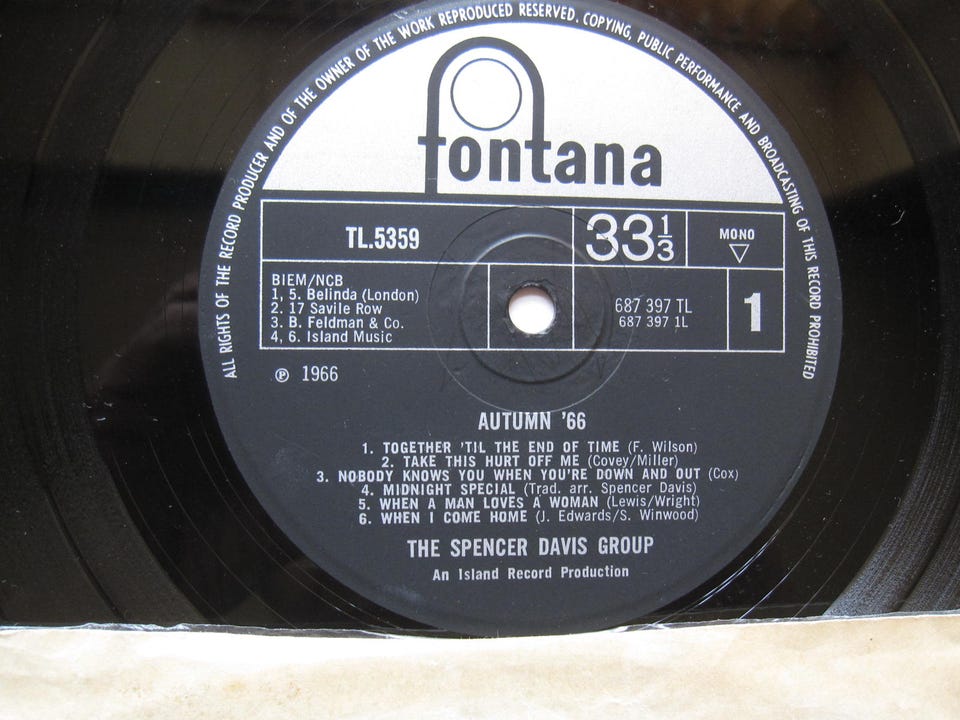 ALL RIGHTS OF THE RECORD PRODUCER AND OF THE OWNER OF THE WORK REPRODUCED RESERVED. COPYING, PUBLIC PERFORMANCE AND BROADCASTING OF THIS RECORD PROHIBITED
fontana
TL.5359
33 1/3
MONO
BIEM/NCB
1, 5. Belinda (London)
2. 17 Savile Row
3. B. Feldman & Co.
4, 6. Island Music
687 397 TL
687 397 1L
1
℗ 1966
AUTUMN '66
1. TOGETHER 'TIL THE END OF TIME (F. Wilson)
2. TAKE THIS HURT OFF ME (Covey/Miller)
3. NOBODY KNOWS YOU WHEN YOU'RE DOWN AND OUT (Cox)
4. MIDNIGHT SPECIAL (Trad. arr. Spencer Davis)
5. WHEN A MAN LOVES A WOMAN (Lewis/Wright)
6. WHEN I COME HOME (J. Edwards/S. Winwood)
THE SPENCER DAVIS GROUP
An Island Record Production